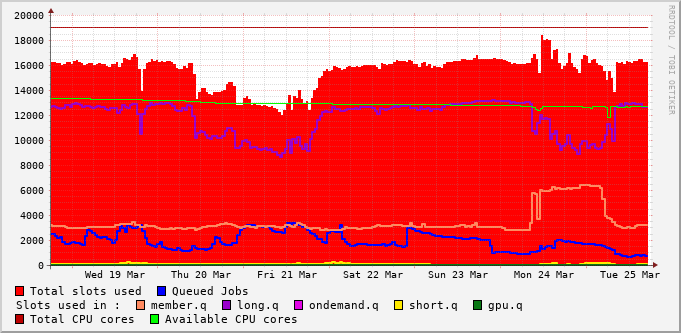 20000
18000
16000
14000
12000
10000
8000
6000
4000
2000
0
Wed 19 Mar Thu 20 Mar Fri 21 Mar Sat 22 Mar Sun 23 Mar Mon 24 Mar Tue 25 Mar
Total slots used Queued Jobs
Slots used in : member.q long.q ondemand.q short.q gpu.q
Total CPU cores Available CPU cores
RRDTOOL / TOBI OETIKER